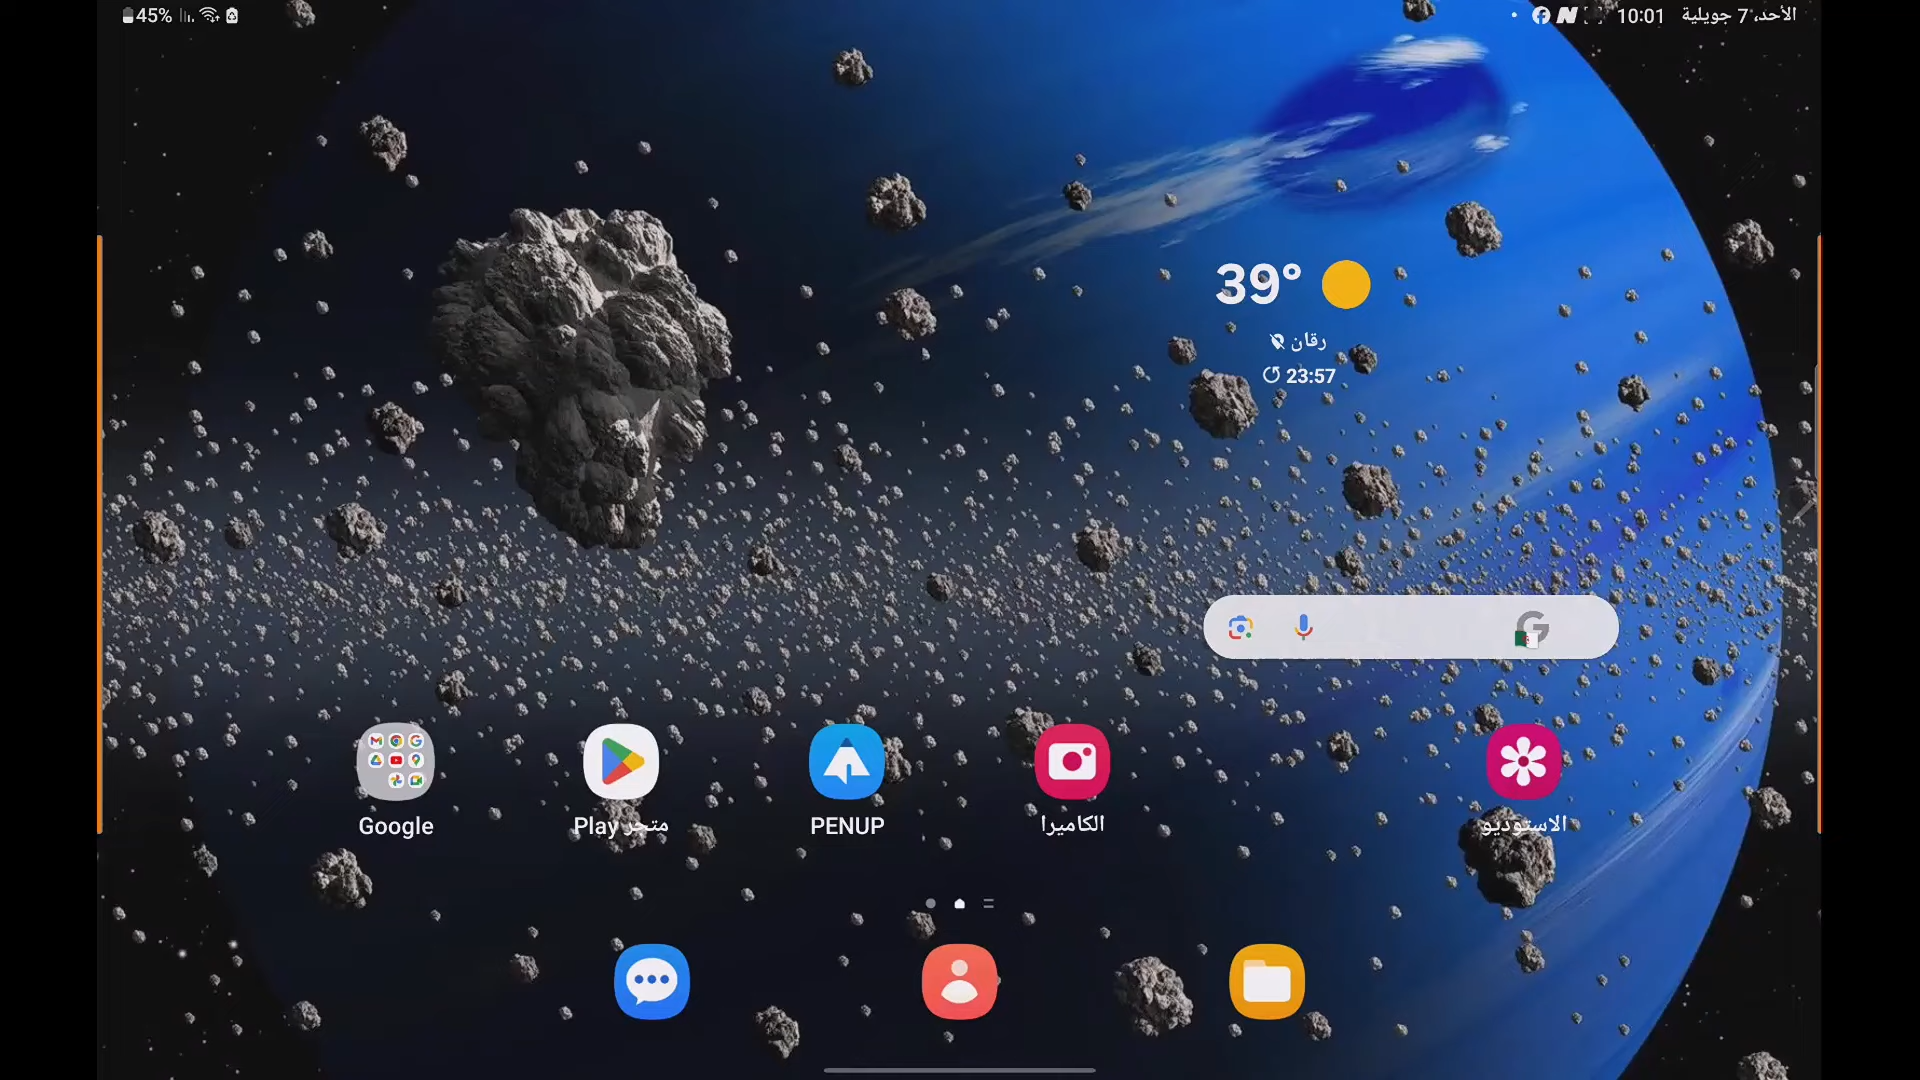 45%
10:01 الأحد، 7 جويلية
39°
رقان
23:57
Google
متجر Play
PENUP
الكاميرا
الاستوديو